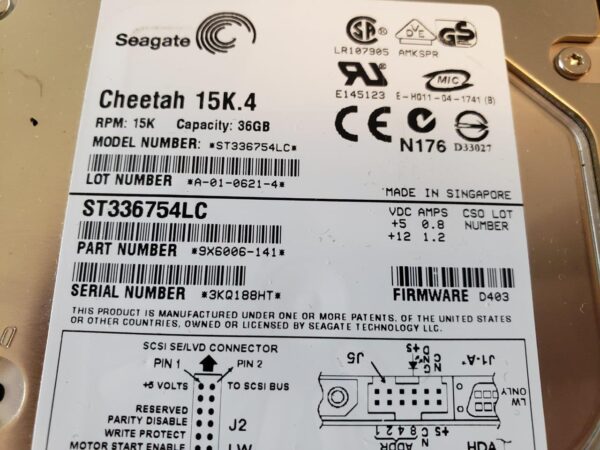 Seagate
LR107905 AMKSPR
E145123 E-H011-04-1741 (B)
MIC
Cheetah 15K.4
RPM: 15K Capacity: 36GB
MODEL NUMBER: *ST336754LC*
N176 D33027
LOT NUMBER *A-01-0621-4*
MADE IN SINGAPORE
ST336754LC
VDC AMPS CSO LOT
+5 0.8 NUMBER
+12 1.2
PART NUMBER *9X6006-141*
SERIAL NUMBER *3KQ188HT*
FIRMWARE D403
THIS PRODUCT IS MANUFACTURED UNDER ONE OR MORE PATENTS, OF THE UNITED STATES
OR OTHER COUNTRIES, OWNED OR LICENSED BY SEAGATE TECHNOLOGY LLC.
SCSI SE/LVD CONNECTOR
PIN 1 PIN 2
+5 VOLTS TO SCSI BUS
RESERVED
PARITY DISABLE
WRITE PROTECT
MOTOR START ENABLE
J2
LW
J5
J1-A*
LW
ONLY
HDA